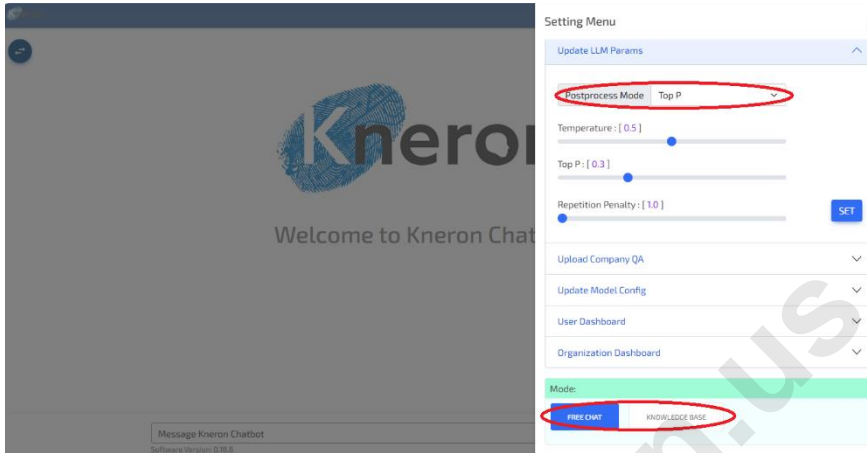 Kneron
Welcome to Kneron Chat
Message Kneron Chatbot
Software Version: 0.18.6
Setting Menu
Update LLM Params
Postprocess Mode Top P
Temperature : [ 0.5 ]
Top P : [ 0.3 ]
Repetition Penalty : [ 1.0 ]
SET
Upload Company QA
Update Model Config
User Dashboard
Organization Dashboard
Mode:
FREE CHAT KNOWLEDGE BASE
n.us